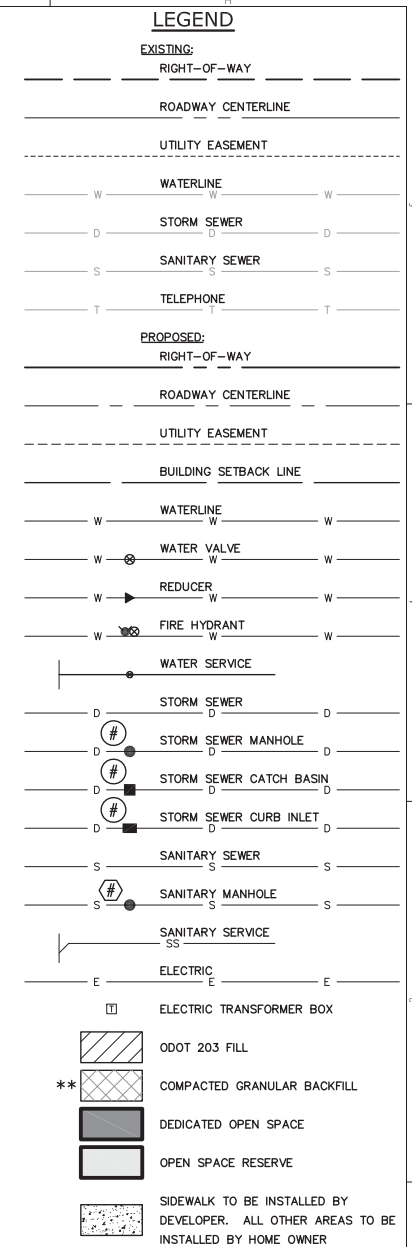 LEGEND
EXISTING:
RIGHT-OF-WAY
ROADWAY CENTERLINE
UTILITY EASEMENT
WATERLINE
W W W
STORM SEWER
D D D
SANITARY SEWER
S S S
TELEPHONE
T T T
PROPOSED:
RIGHT-OF-WAY
ROADWAY CENTERLINE
UTILITY EASEMENT
BUILDING SETBACK LINE
WATERLINE
W W W
WATER VALVE
W W W
REDUCER
W W W
FIRE HYDRANT
W W W
WATER SERVICE
STORM SEWER
D D D
# STORM SEWER MANHOLE
D D D
# STORM SEWER CATCH BASIN
D D D
# STORM SEWER CURB INLET
D D D
SANITARY SEWER
S S S
# SANITARY MANHOLE
S S S
SANITARY SERVICE
SS
ELECTRIC
E E E
T ELECTRIC TRANSFORMER BOX
ODOT 203 FILL
** COMPACTED GRANULAR BACKFILL
DEDICATED OPEN SPACE
OPEN SPACE RESERVE
SIDEWALK TO BE INSTALLED BY
DEVELOPER. ALL OTHER AREAS TO BE
INSTALLED BY HOME OWNER